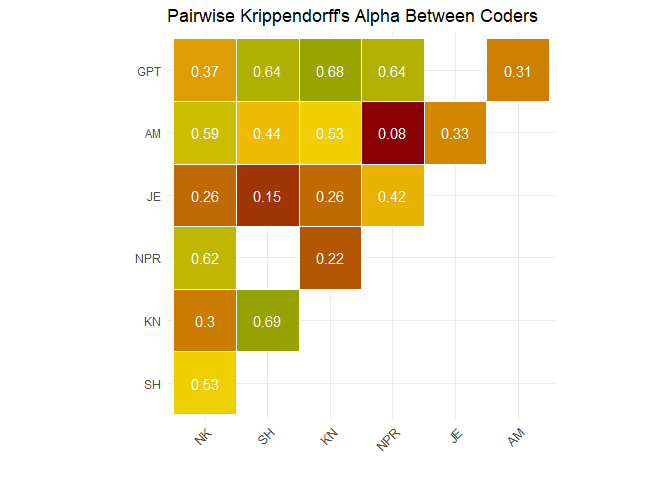 Pairwise Krippendorff's Alpha Between Coders
GPT 0.37 0.64 0.68 0.64 0.31
AM 0.59 0.44 0.53 0.08 0.33
JE 0.26 0.15 0.26 0.42
NPR 0.62 0.22
KN 0.3 0.69
SH 0.53
NK SH KN NPR JE AM